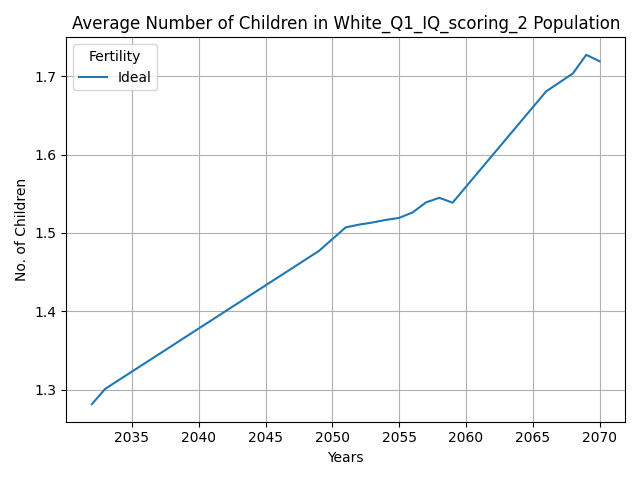 Average Number of Children in White_Q1_IQ_scoring_2 Population
Fertility
Ideal
No. of Children
1.7
1.6
1.5
1.4
1.3
2035 2040 2045 2050 2055 2060 2065 2070
Years